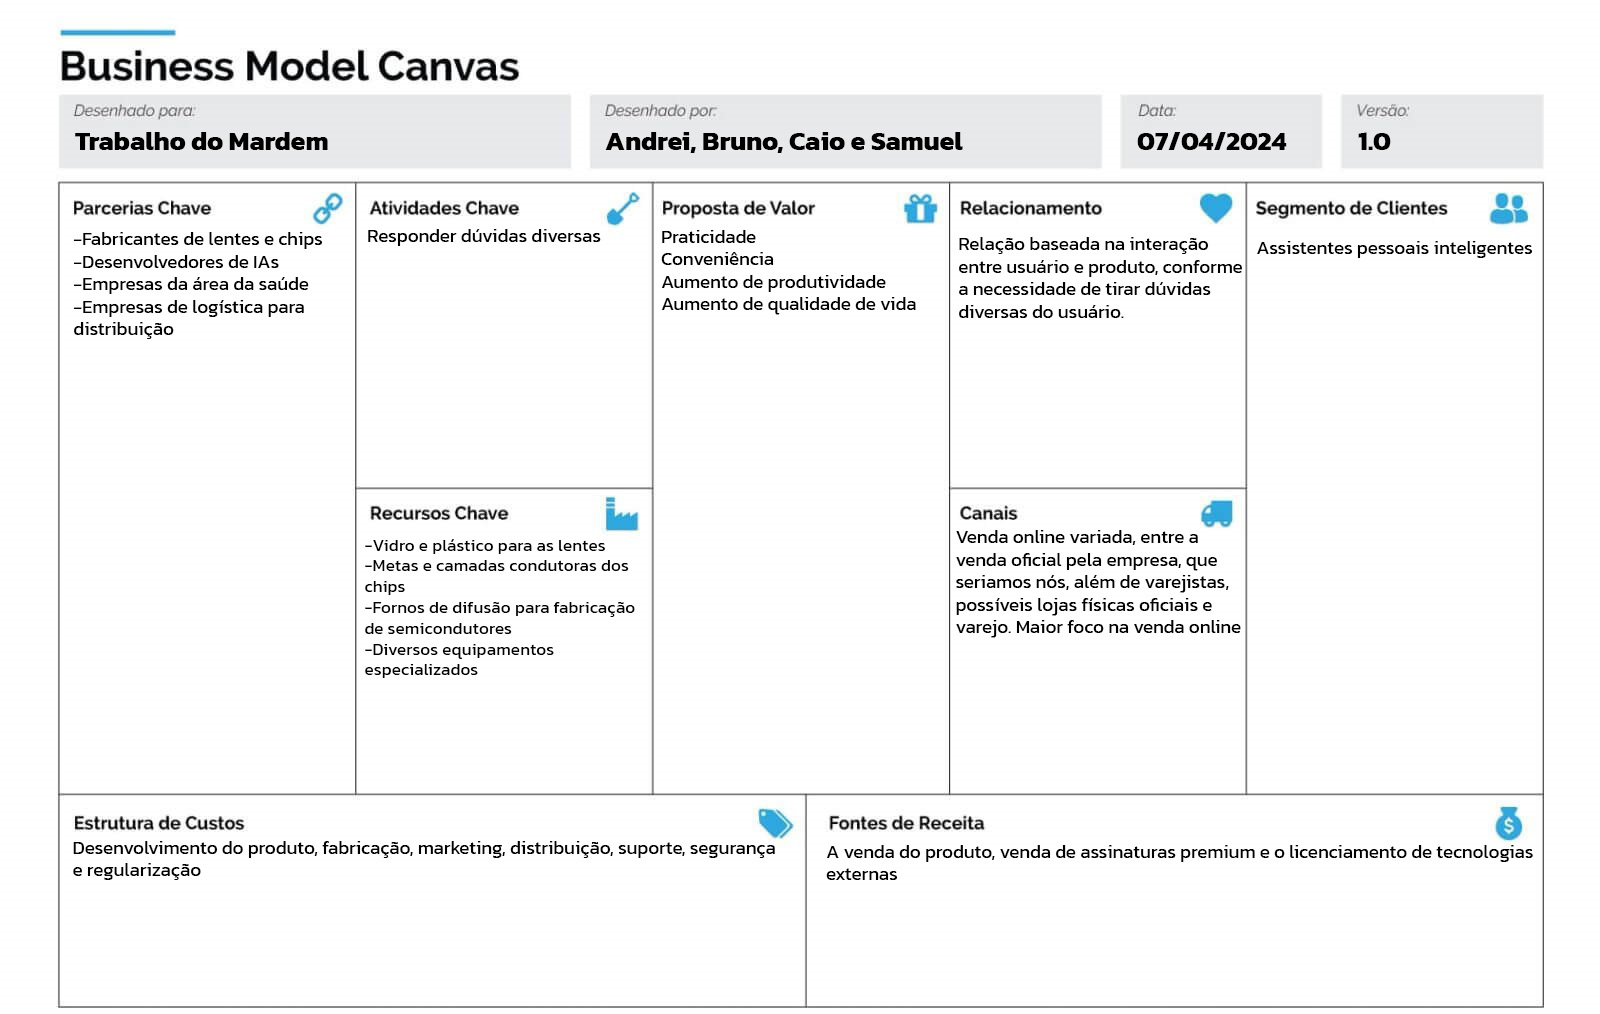 Business Model Canvas
Desenhado para:
Trabalho do Mardem
Desenhado por:
Andrei, Bruno, Caio e Samuel
Data:
07/04/2024
Versão:
1.0
Parcerias Chave
-Fabricantes de lentes e chips
-Desenvolvedores de IAs
-Empresas da área da saúde
-Empresas de logística para
distribuição
Atividades Chave
Responder dúvidas diversas
Recursos Chave
-Vidro e plástico para as lentes
-Metas e camadas condutoras dos
chips
-Fornos de difusão para fabricação
de semicondutores
-Diversos equipamentos
especializados
Proposta de Valor
Praticidade
Conveniência
Aumento de produtividade
Aumento de qualidade de vida
Relacionamento
Relação baseada na interação
entre usuário e produto, conforme
a necessidade de tirar dúvidas
diversas do usuário.
Canais
Venda online variada, entre a
venda oficial pela empresa, que
seriamos nós, além de varejistas,
possíveis lojas físicas oficiais e
varejo. Maior foco na venda online
Segmento de Clientes
Assistentes pessoais inteligentes
Estrutura de Custos
Desenvolvimento do produto, fabricação, marketing, distribuição, suporte, segurança
e regularização
Fontes de Receita
A venda do produto, venda de assinaturas premium e o licenciamento de tecnologias
externas